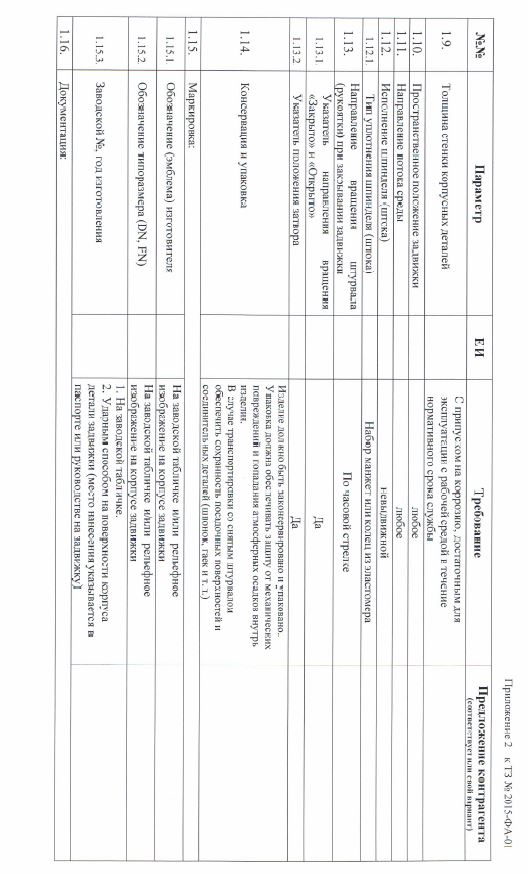 Приложение 2 к ТЗ № 2015-Ф-А-01
№№ Параметр ЕИ Требование Предложение контрагента
(соответствует или свой вариант)
1.9. Толщина стенки корпусных деталей С припуском на коррозию, достаточным для
эксплуатации с рабочей средой в течение
нормативного срока службы
1.10. Пространственное положение задвижки любое
1.11. Направление потока среды любое
1.12. Исполнение шпинделя (штока) невыдвижной
1.12.1. Тип уплотнения шпинделя (штока) Набор манжет или колец из эластомера
1.13. Направление вращения штурвала
(рукоятки) при закрывании задвижки По часовой стрелке
1.13.1 Указатель направления вращения
«Закрыто» и «Открыто» Да
1.13.2 Указатель положения затвора Да
1.14. Консервация и упаковка Изделие должно быть законсервировано и упаковано.
Упаковка должна обеспечивать защиту от механических
повреждений и попадания атмосферных осадков внутрь
изделия.
В случае транспортировки со снятым штурвалом
обеспечить сохранность посадочных поверхностей и
соединительных деталей (шпонок, гаек и т. т.)
1.15. Маркировка:
1.15.1 Обозначение (эмблема) изготовителя На заводской табличке и/или рельефное
изображение на корпусе задвижки
1.15.2 Обозначение типоразмера (DN, PN) На заводской табличке и/или рельефное
изображение на корпусе задвижки
1.15.3 Заводской №, год изготовления 1. На заводской табличке.
2. Ударным способом на поверхности корпуса
детали задвижки (место нанесения указывается в
паспорте или руководстве на задвижку)
1.16. Документация: